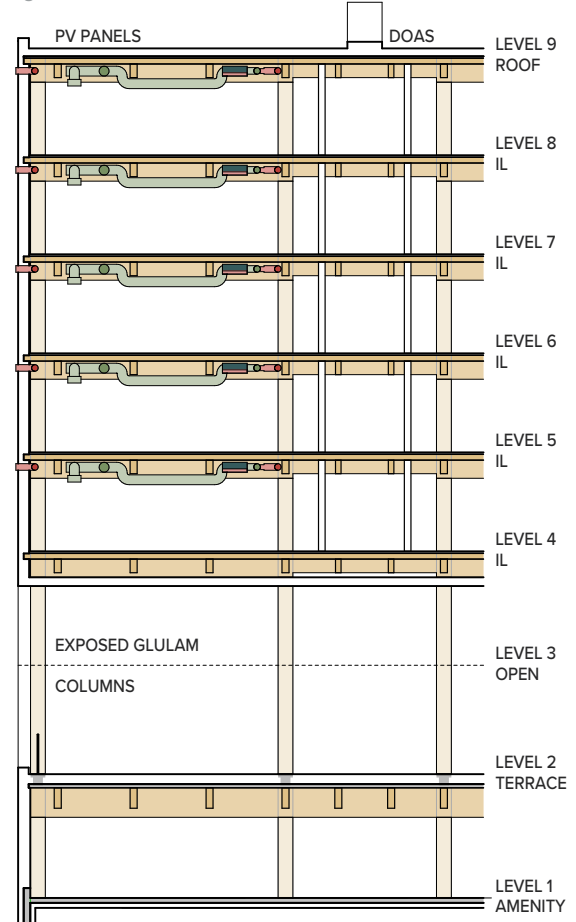 PV PANELS
DOAS
LEVEL 9
ROOF
LEVEL 8
IL
LEVEL 7
IL
LEVEL 6
IL
LEVEL 5
IL
LEVEL 4
IL
EXPOSED GLULAM
COLUMNS
LEVEL 3
OPEN
LEVEL 2
TERRACE
LEVEL 1
AMENITY